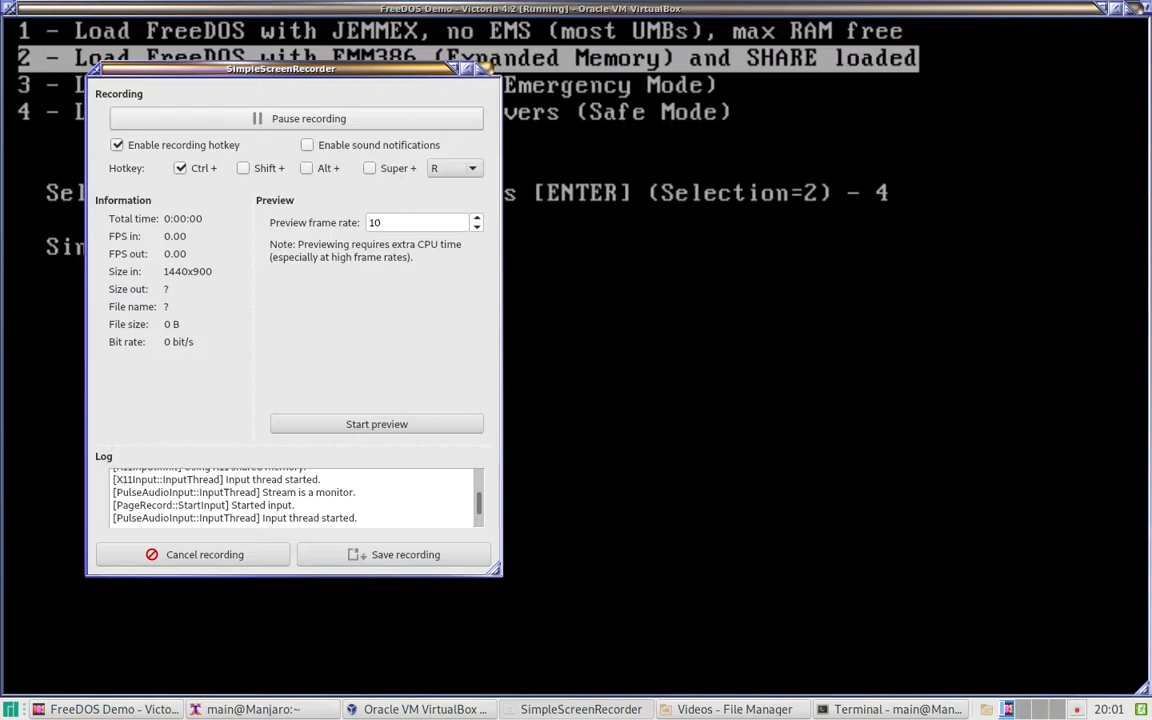 FreeDOS Demo - Victoria 4.2 [Running] - Oracle VM VirtualBox
1 - Load FreeDOS with JEMMEX, no EMS (most UMBs), max RAM free
2 - Load FreeDOS with EMM386 (Expanded Memory) and SHARE loaded
3 - L Emergency Mode)
4 - L vers (Safe Mode)
Sel s [ENTER] (Selection=2) - 4
Sin
SimpleScreenRecorder
Recording
Pause recording
Enable recording hotkey
Enable sound notifications
Hotkey: Ctrl + Shift + Alt + Super + R
Information
Total time: 0:00:00
FPS in: 0.00
FPS out: 0.00
Size in: 1440x900
Size out: ?
File name: ?
File size: 0 B
Bit rate: 0 bit/s
Preview
Preview frame rate: 10
Note: Previewing requires extra CPU time
(especially at high frame rates).
Start preview
Log
[X11Input::InputThread] Input thread started.
[PulseAudioInput::InputThread] Stream is a monitor.
[PageRecord::StartInput] Started input.
[PulseAudioInput::InputThread] Input thread started.
Cancel recording
Save recording
FreeDOS Demo - Victo...
main@Manjaro:~
Oracle VM VirtualBox ...
SimpleScreenRecorder
Videos - File Manager
Terminal - main@Man...
20:01